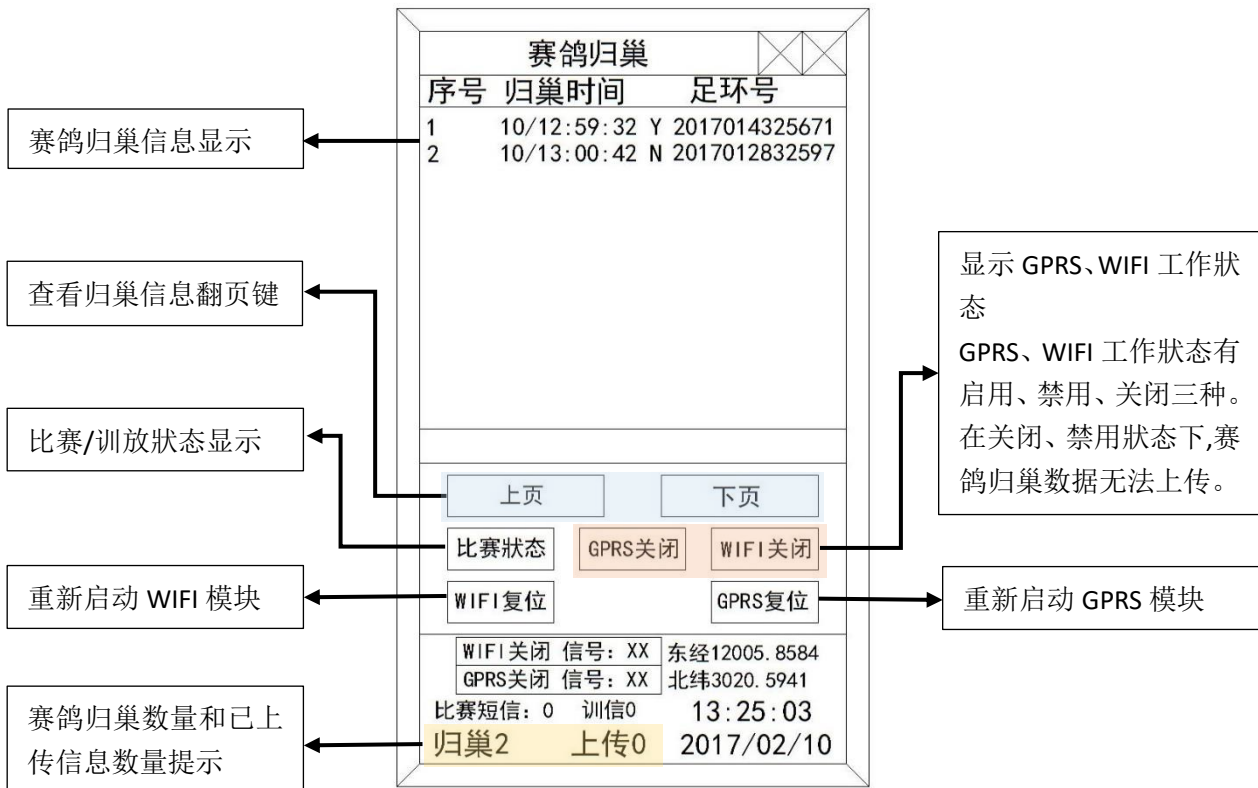 赛鸽归巢
序号 归巢时间 足环号
1 10/12:59:32 Y 2017014325671
2 10/13:00:42 N 2017012832597
上页 下页
比赛狀态 GPRS关闭 WIFI关闭
WIFI复位 GPRS复位
WIFI关闭 信号: XX 东经12005.8584
GPRS关闭 信号: XX 北纬3020.5941
比赛短信: 0 训信0 13:25:03
归巢2 上传0 2017/02/10
赛鸽归巢信息显示
查看归巢信息翻页键
比赛/训放狀态显示
重新启动 WIFI 模块
赛鸽归巢数量和已上
传信息数量提示
显示 GPRS、WIFI 工作狀
态
GPRS、WIFI 工作狀态有
启用、禁用、关闭三种。
在关闭、禁用狀态下,赛
鸽归巢数据无法上传。
重新启动 GPRS 模块